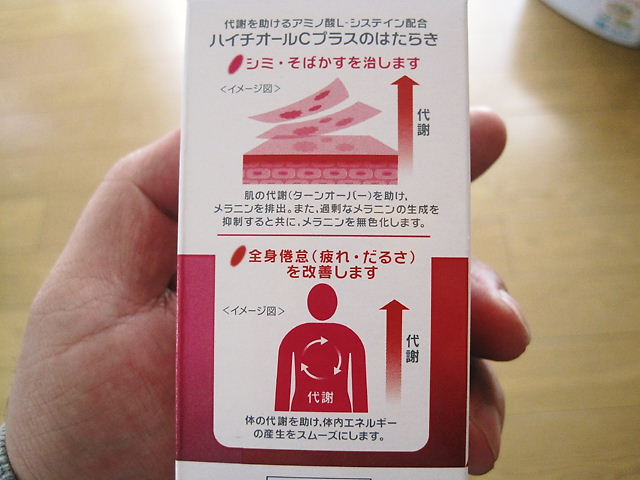 代謝を助けるアミノ酸L-システイン配合
ハイチオールCプラスのはたらき
シミ・そばかすを治します
<イメージ図>
代謝
肌の代謝(ターンオーバー)を助け,
メラニンを排出。また,過剰なメラニンの生成を
抑制すると共に,メラニンを無色化します。
全身倦怠(疲れ・だるさ)
を改善します
<イメージ図>
代謝
代謝
体の代謝を助け,体内エネルギー
の産生をスムーズにします。